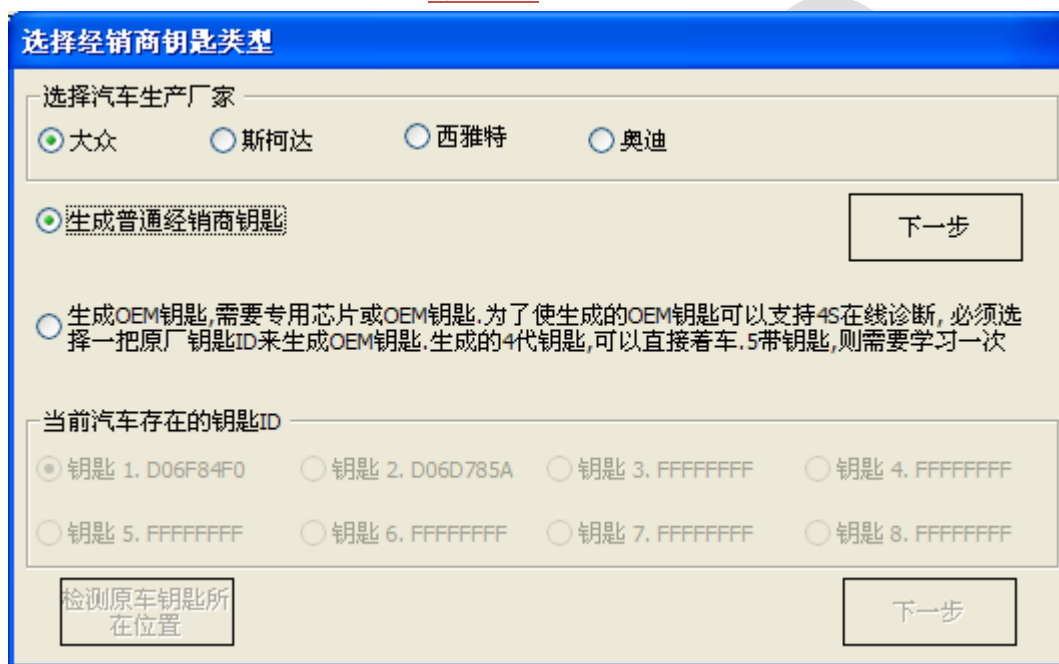 选择经销商钥匙类型
选择汽车生产厂家
大众 斯柯达 西雅特 奥迪
生成普通经销商钥匙
下一步
生成OEM钥匙,需要专用芯片或OEM钥匙.为了使生成的OEM钥匙可以支持4S在线诊断, 必须选
择一把原厂钥匙ID来生成OEM钥匙.生成的4代钥匙,可以直接着车.5带钥匙,则需要学习一次
当前汽车存在的钥匙ID
钥匙 1. D06F84F0 钥匙 2. D06D785A 钥匙 3. FFFFFFFF 钥匙 4. FFFFFFFF
钥匙 5. FFFFFFFF 钥匙 6. FFFFFFFF 钥匙 7. FFFFFFFF 钥匙 8. FFFFFFFF
检测原车钥匙所
在位置
下一步